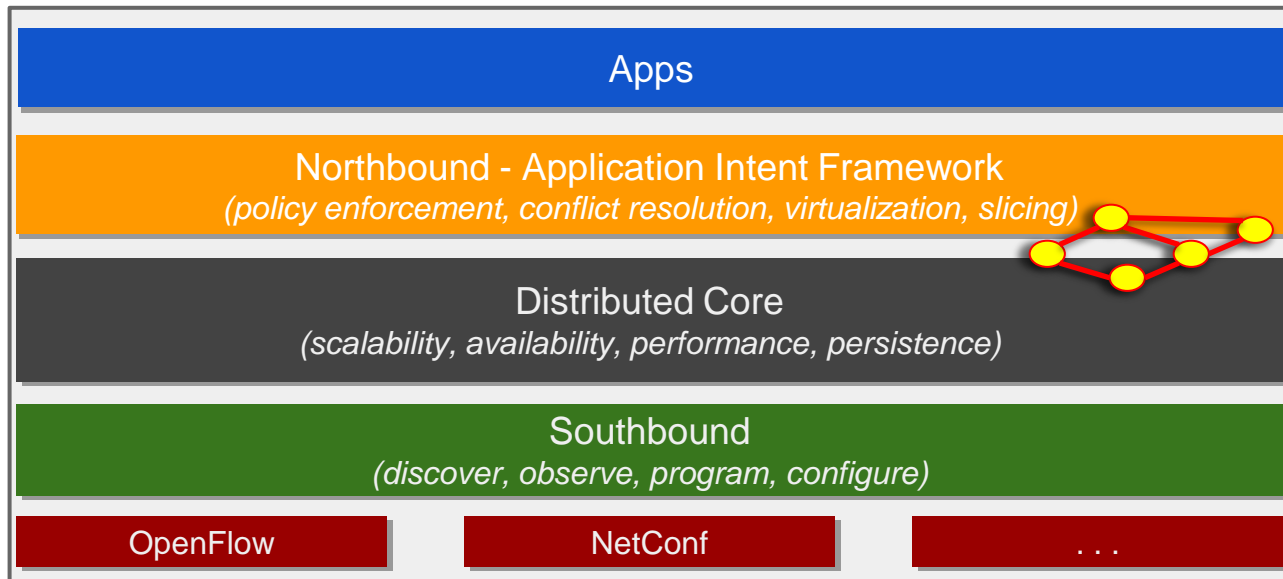 Apps
Northbound - Application Intent Framework
(policy enforcement, conflict resolution, virtualization, slicing)
Distributed Core
(scalability, availability, performance, persistence)
Southbound
(discover, observe, program, configure)
OpenFlow
NetConf
. . .